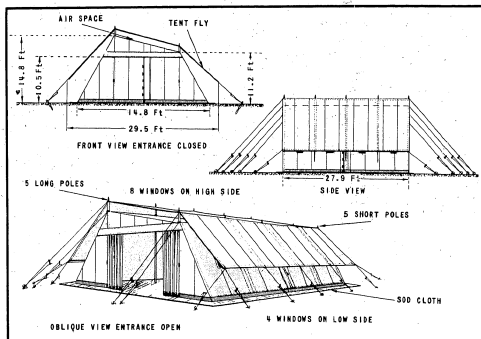 AIR SPACE
TENT FLY
14.8 Ft
10.5 Ft
11.2 Ft
14.8 Ft
29.5 Ft
FRONT VIEW ENTRANCE CLOSED
27.9 Ft
SIDE VIEW
5 LONG POLES
8 WINDOWS ON HIGH SIDE
5 SHORT POLES
SOD CLOTH
OBLIQUE VIEW ENTRANCE OPEN
4 WINDOWS ON LOW SIDE